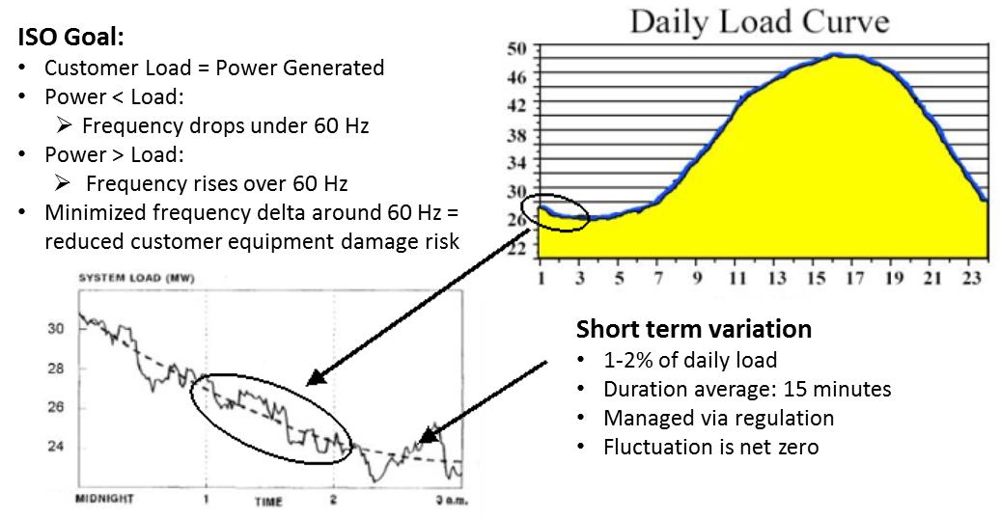 ISO Goal:
• Customer Load = Power Generated
• Power < Load:
➢ Frequency drops under 60 Hz
• Power > Load:
➢ Frequency rises over 60 Hz
• Minimized frequency delta around 60 Hz =
reduced customer equipment damage risk
Daily Load Curve
50
46
42
38
34
30
26
22
1 3 5 7 9 11 13 15 17 19 21 23
SYSTEM LOAD (MW)
30
28
26
24
MIDNIGHT 1 TIME 2 3 a.m.
Short term variation
• 1-2% of daily load
• Duration average: 15 minutes
• Managed via regulation
• Fluctuation is net zero